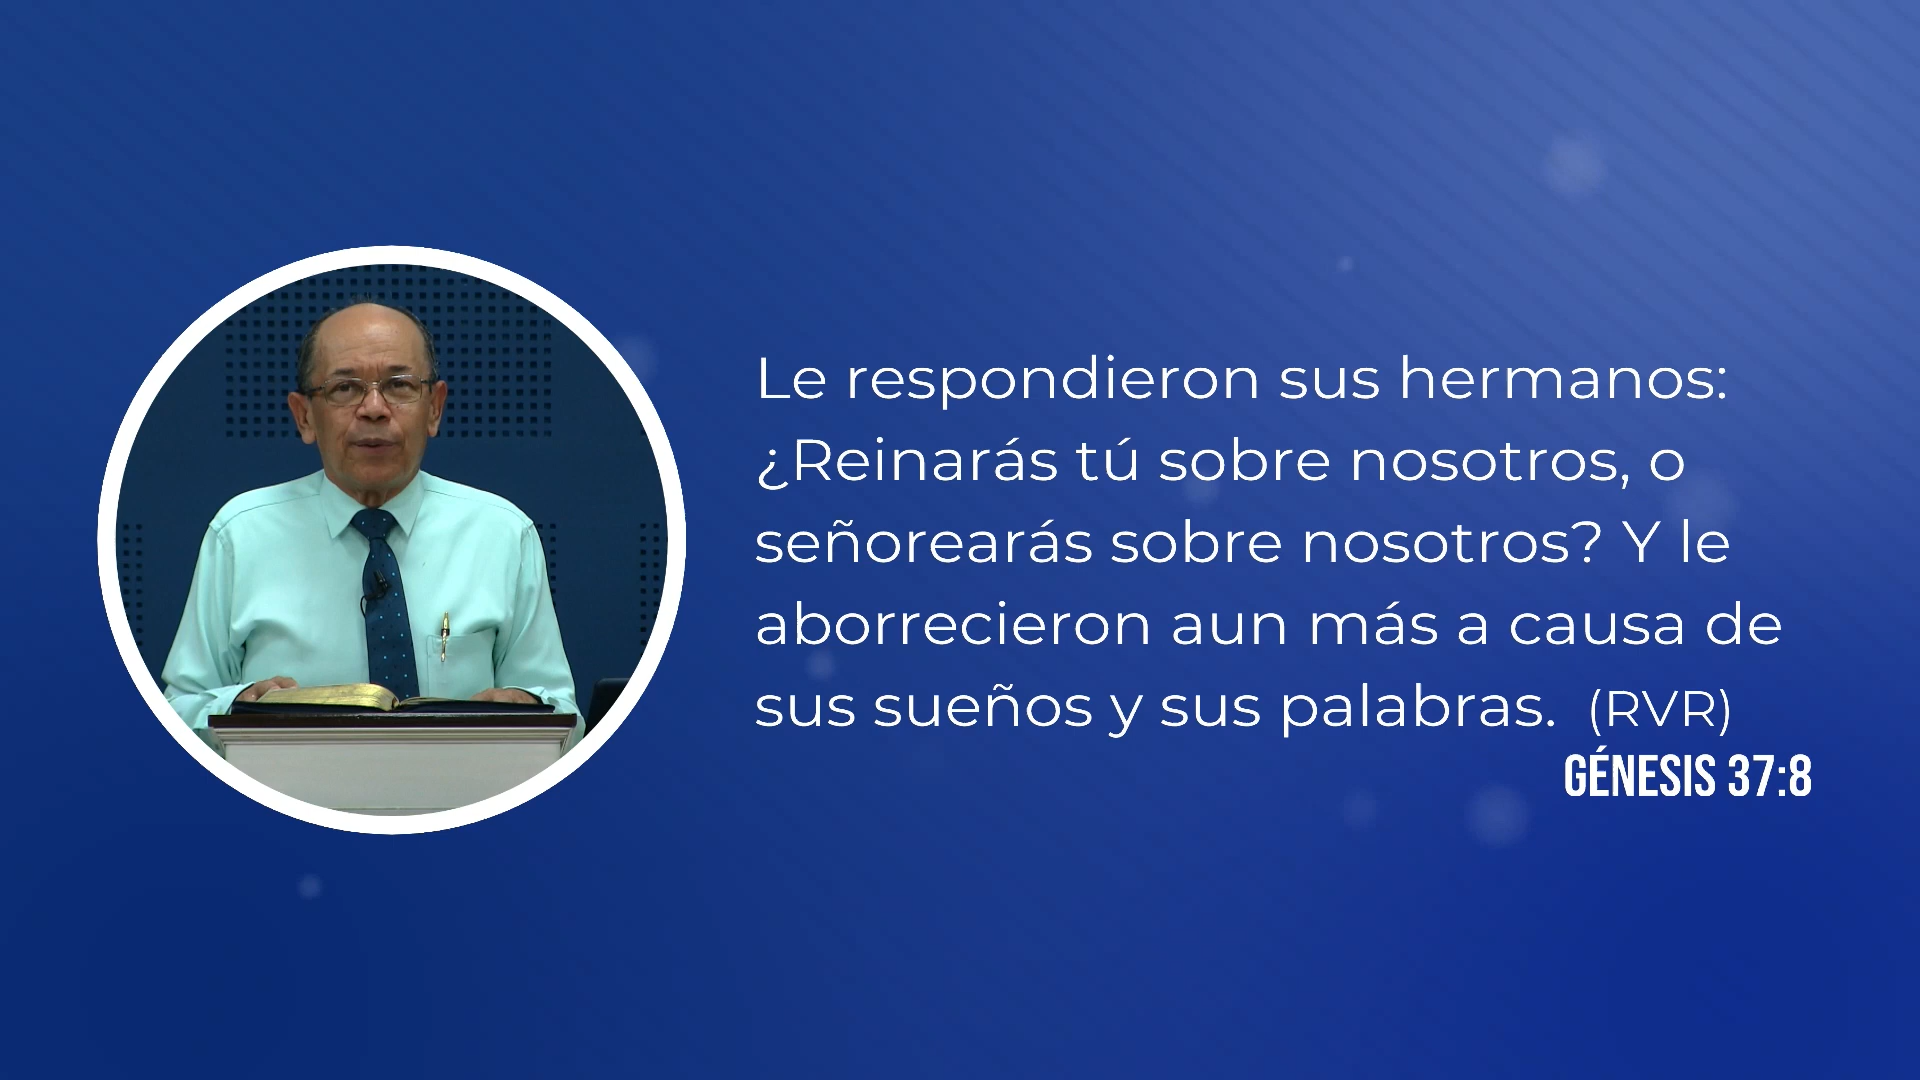 Le respondieron sus hermanos:
¿Reinarás tú sobre nosotros, o
señorearás sobre nosotros? Y le
aborrecieron aun más a causa de
sus sueños y sus palabras. (RVR)
GÉNESIS 37:8